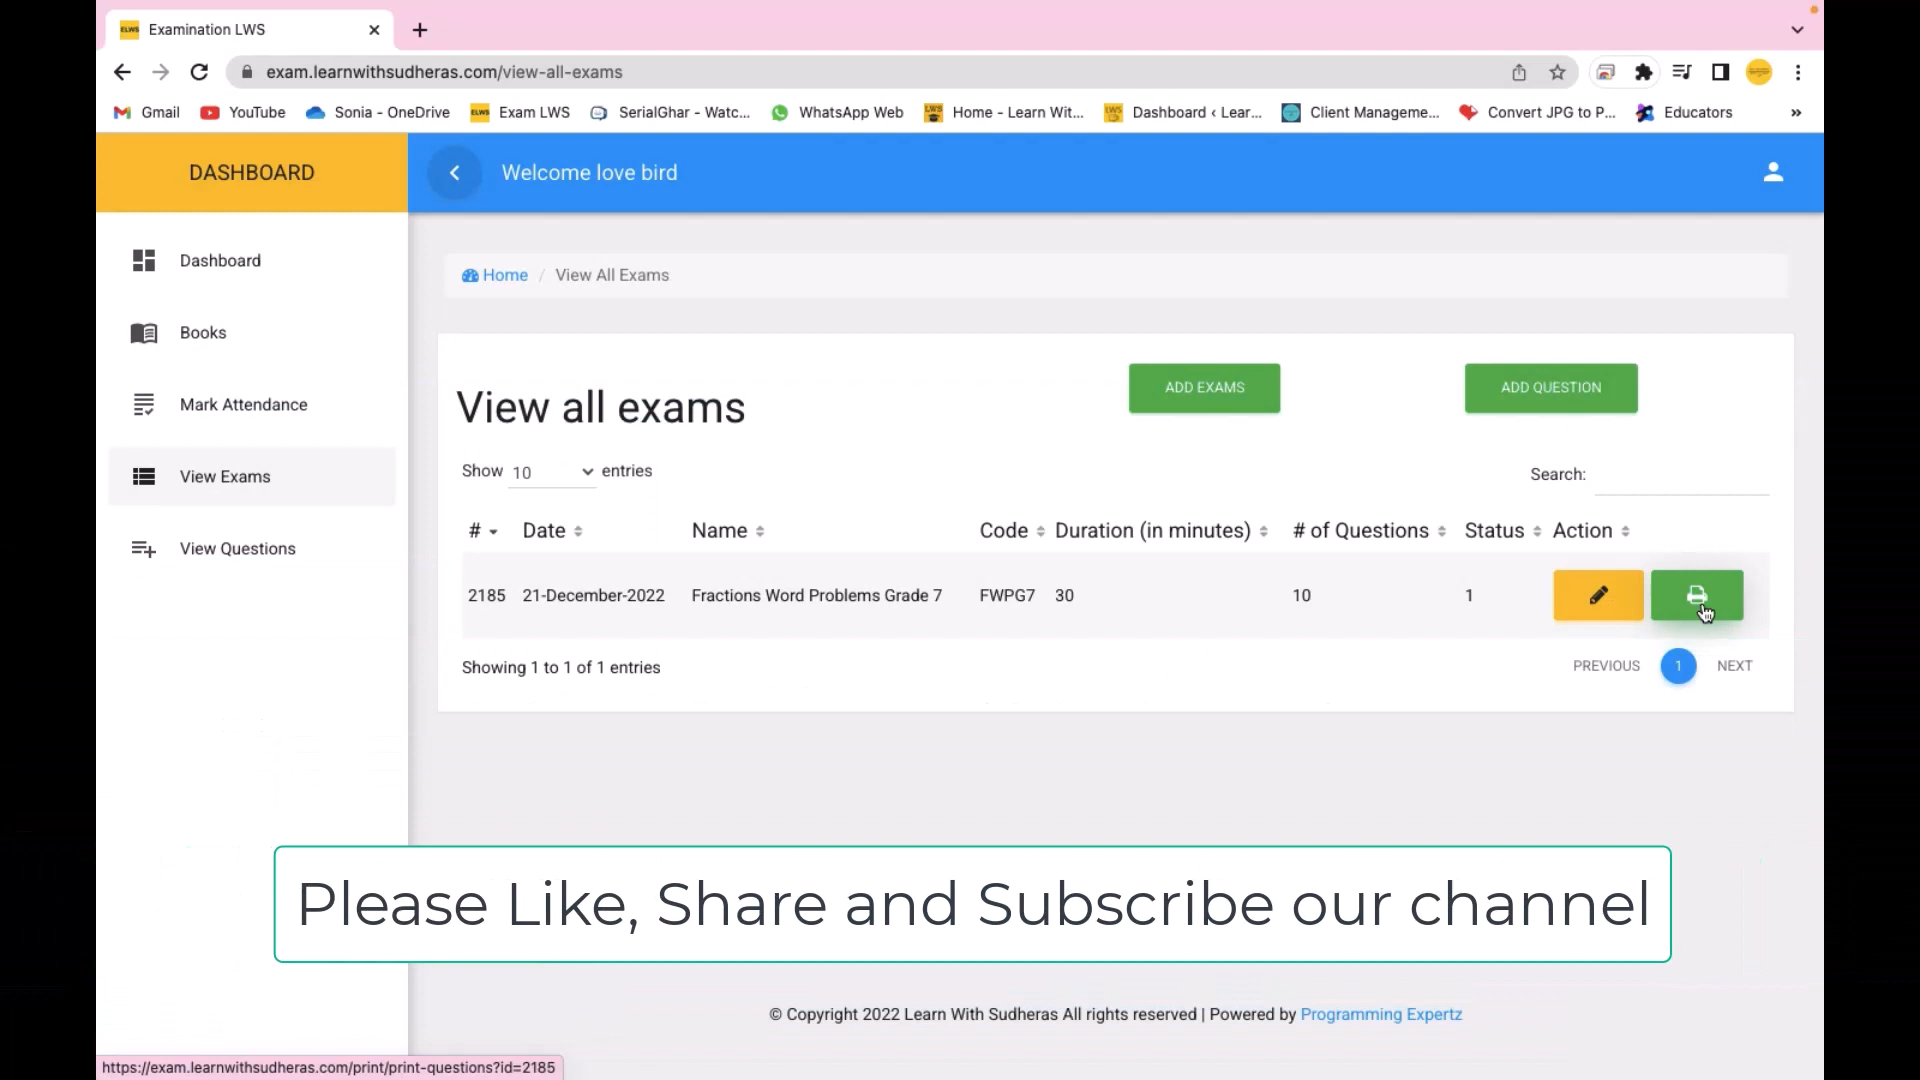 Examination LWS
exam.learnwithsudheras.com/view-all-exams
Gmail YouTube Sonia - OneDrive ELWS Exam LWS SerialGhar - Watc... WhatsApp Web Home - Learn Wit... Dashboard ‹ Lear... Client Manageme... Convert JPG to P... Educators »
DASHBOARD
Welcome love bird
Dashboard
Books
Mark Attendance
View Exams
View Questions
Home / View All Exams
View all exams
ADD EXAMS
ADD QUESTION
Show 10 entries
Search:
# Date Name Code Duration (in minutes) # of Questions Status Action
2185 21-December-2022 Fractions Word Problems Grade 7 FWPG7 30 10 1
Showing 1 to 1 of 1 entries
PREVIOUS 1 NEXT
Please Like, Share and Subscribe our channel
© Copyright 2022 Learn With Sudheras All rights reserved | Powered by Programming Expertz
https://exam.learnwithsudheras.com/print/print-questions?id=2185